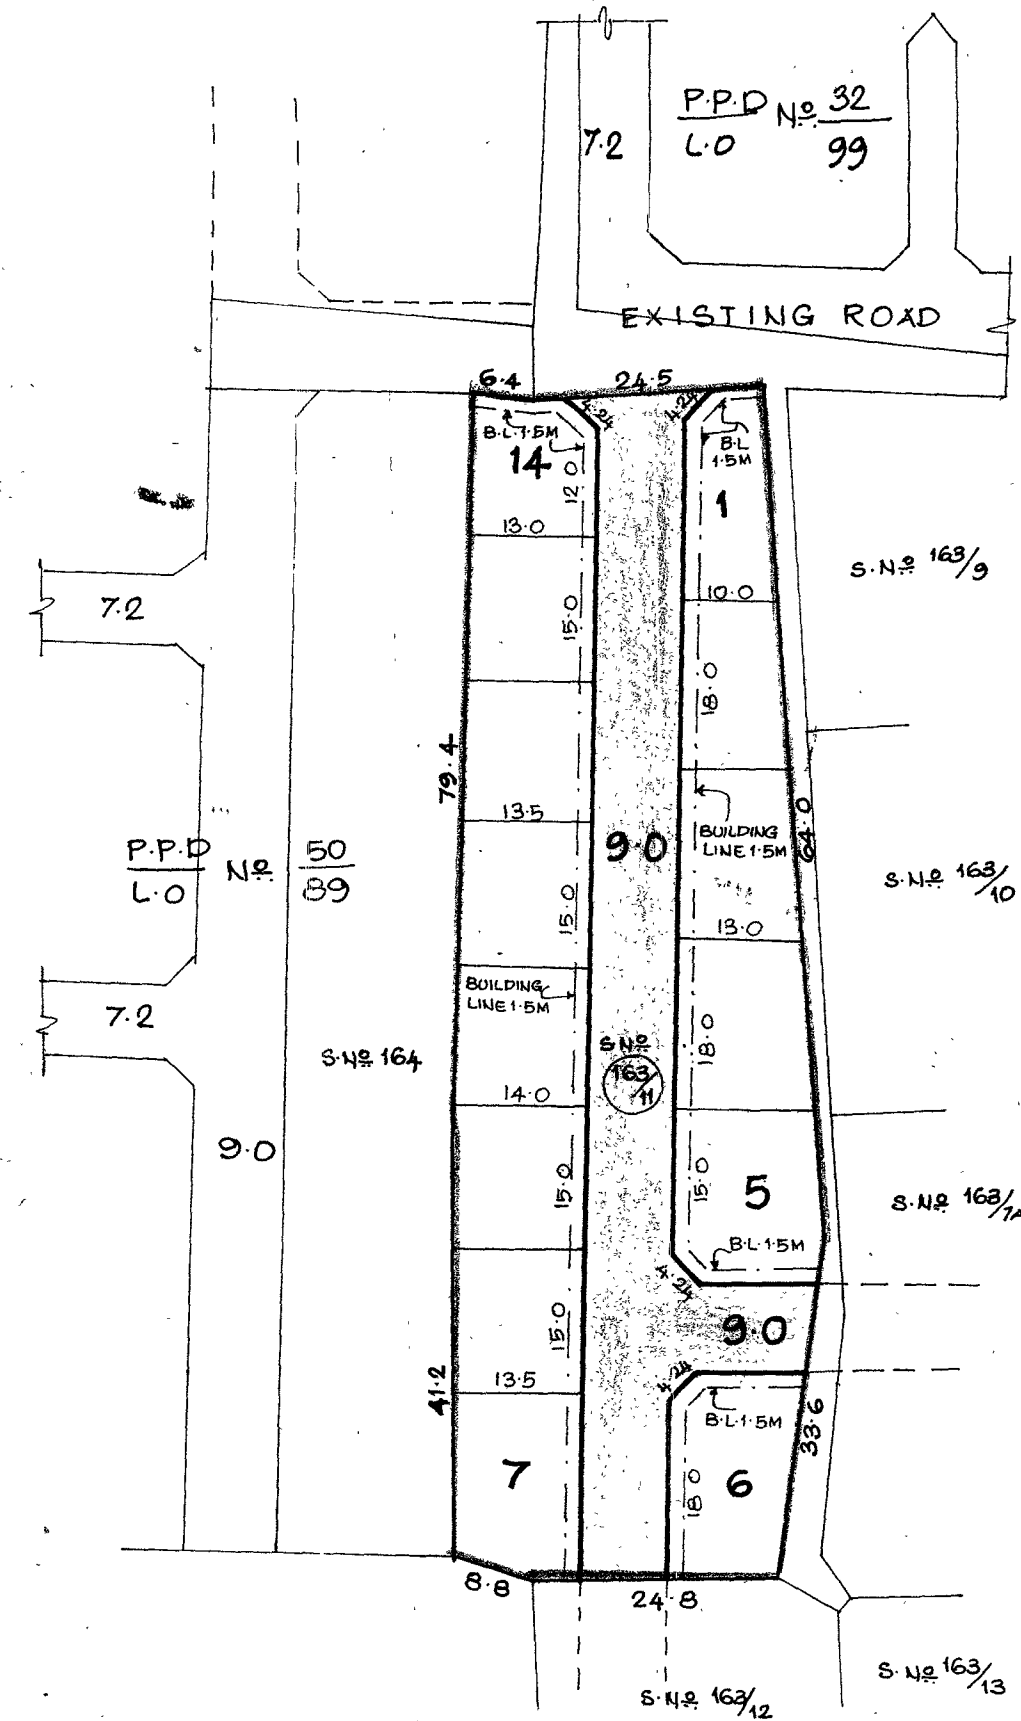 P.P.D Nº 32
L.O 99
7.2
EXISTING ROAD
6.4
24.5
4.24
4.24
B.L.1.5M
B.L
1.5M
14
12.0
1
13.0
S.Nº 163/9
10.0
7.2
15.0
18.0
79.4
13.5
9.0
BUILDING
LINE 1.5M
64.0
P.P.D Nº 50
L.O 89
S.Nº 163/10
15.0
13.0
BUILDING
LINE 1.5M
7.2
S.Nº 164
S.Nº
163/11
18.0
14.0
9.0
15.0
15.0
5
S.Nº 163/1A
B.L.1.5M
4.24
15.0
9.0
4.24
41.2
13.5
B.L.1.5M
33.6
7
18.0
6
8.8
24.8
S.Nº 163/12
S.Nº 163/13